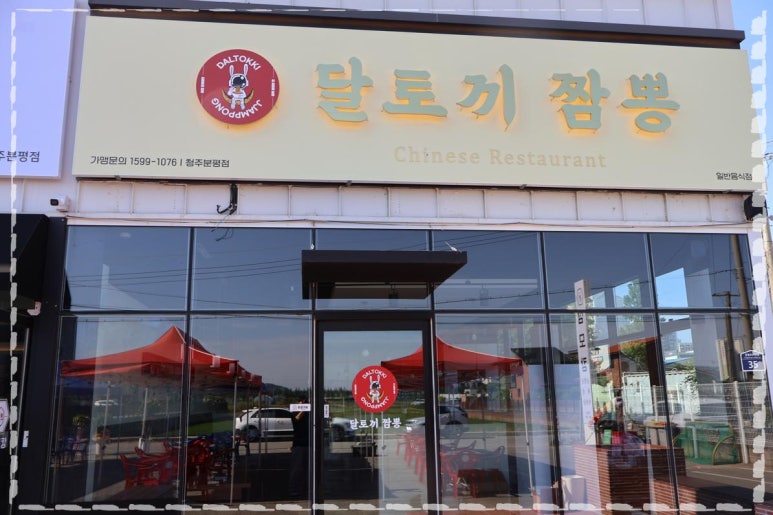 DALTOKKI
JJAMPPONG
달토끼 짬뽕
Chinese Restaurant
가맹문의 1599-1076 I 청주분평점
일반음식점
주분평점
DALTOKKI
JJAMPPONG
달토끼 짬뽕
35